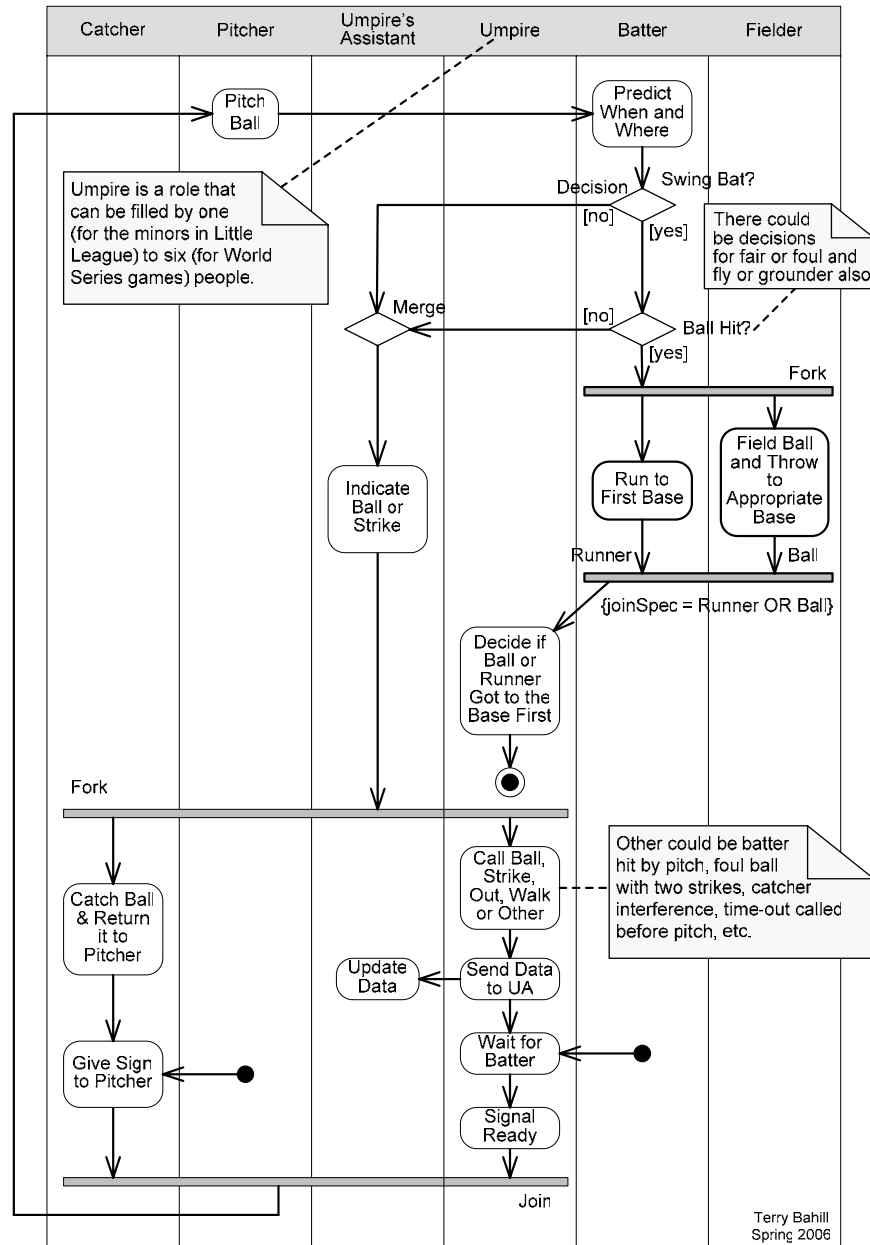 Catcher
Pitcher
Umpire's
Assistant
Umpire
Batter
Fielder
Pitch
Ball
Predict
When and
Where
Umpire is a role that
can be filled by one
(for the minors in Little
League) to six (for World
Series games) people.
Decision
Swing Bat?
[no]
[yes]
There could
be decisions
for fair or foul and
fly or grounder also
Merge
[no]
Ball Hit?
[yes]
Fork
Indicate
Ball or
Strike
Run to
First Base
Field Ball
and Throw
to
Appropriate
Base
Runner
Ball
{joinSpec = Runner OR Ball}
Decide if
Ball or
Runner
Got to the
Base First
Fork
Catch Ball
& Return
it to
Pitcher
Call Ball,
Strike,
Out, Walk
or Other
Other could be batter
hit by pitch, foul ball
with two strikes, catcher
interference, time-out called
before pitch, etc.
Update
Data
Send Data
to UA
Give Sign
to Pitcher
Wait for
Batter
Signal
Ready
Join
Terry Bahill
Spring 2006